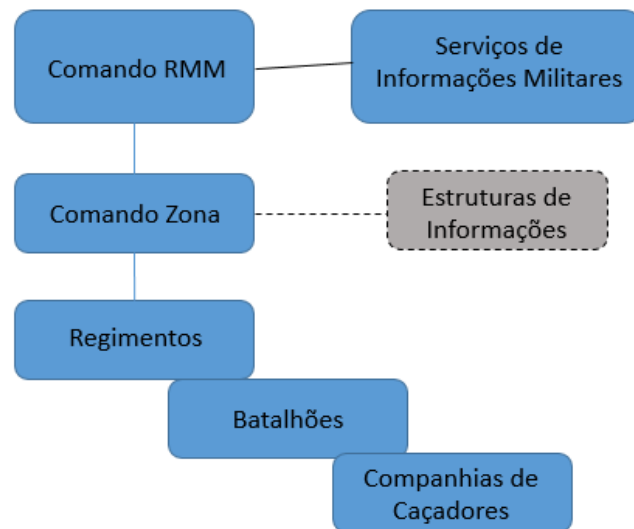 Comando RMM
Serviços de
Informações Militares
Comando Zona
Estruturas de
Informações
Regimentos
Batalhões
Companhias de
Caçadores